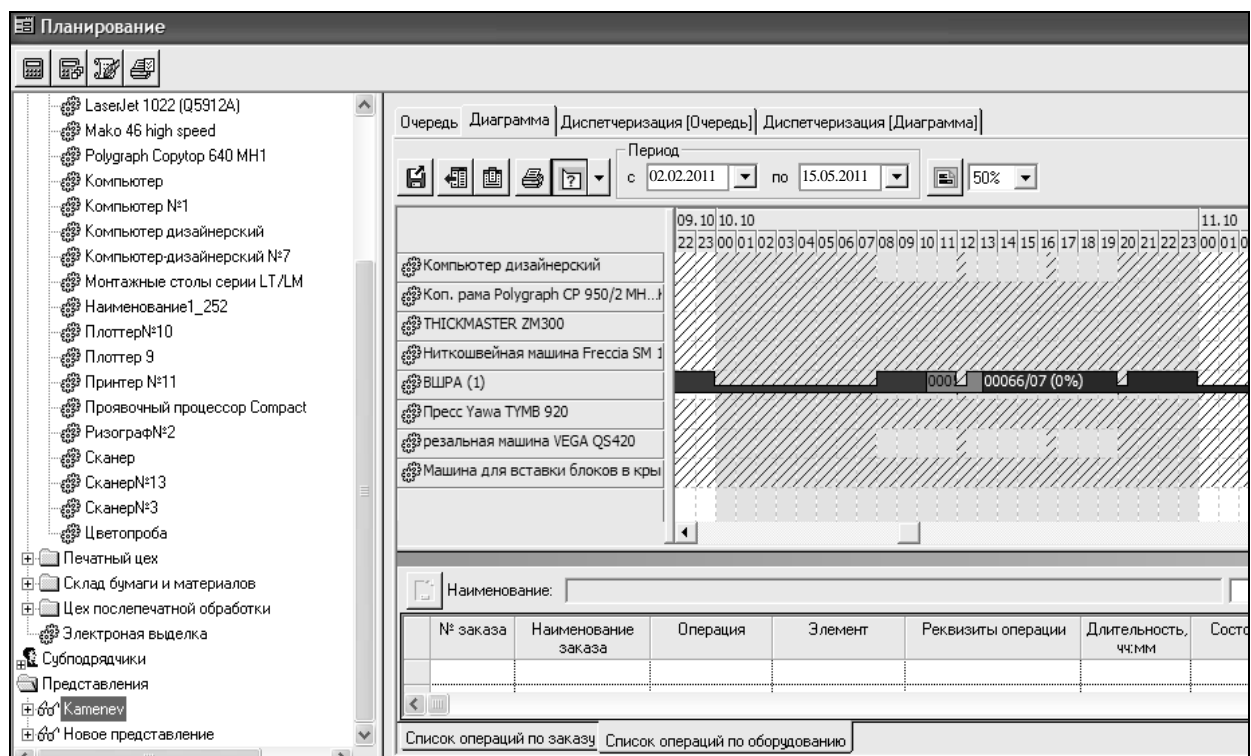 Планирование
LaserJet 1022 (Q5912A)
Mako 46 high speed
Polygraph Copytop 640 MH1
Компьютер
Компьютер №1
Компьютер дизайнерский
Компьютер-дизайнерский №7
Монтажные столы серии LT/LM
Наименование1_252
Плоттер№10
Плоттер 9
Принтер №11
Проявочный процессор Compact
Ризограф№2
Сканер
Сканер№13
Сканер№3
Цветопроба
Печатный цех
Склад бумаги и материалов
Цех послепечатной обработки
Электроная выделка
Субподрядчики
Представления
Kamenev
Новое представление
Очередь Диаграмма Диспетчеризация [Очередь] Диспетчеризация [Диаграмма]
Период
с 02.02.2011 по 15.05.2011 50%
09.10 10.10 11.10
22 23 00 01 02 03 04 05 06 07 08 09 10 11 12 13 14 15 16 17 18 19 20 21 22 23 00 01 0
Компьютер дизайнерский
Коп. рама Polygraph CP 950/2 MH...
THICKMASTER ZM300
Ниткошвейная машина Freccia SM 1
ВШРА (1) 000 00066/07 (0%)
Пресс Yawa TYMB 920
резальная машина VEGA QS420
Машина для вставки блоков в кры
Наименование:
№ заказа Наименование заказа Операция Элемент Реквизиты операции Длительность, чч:мм Состо
Список операций по заказу Список операций по оборудованию